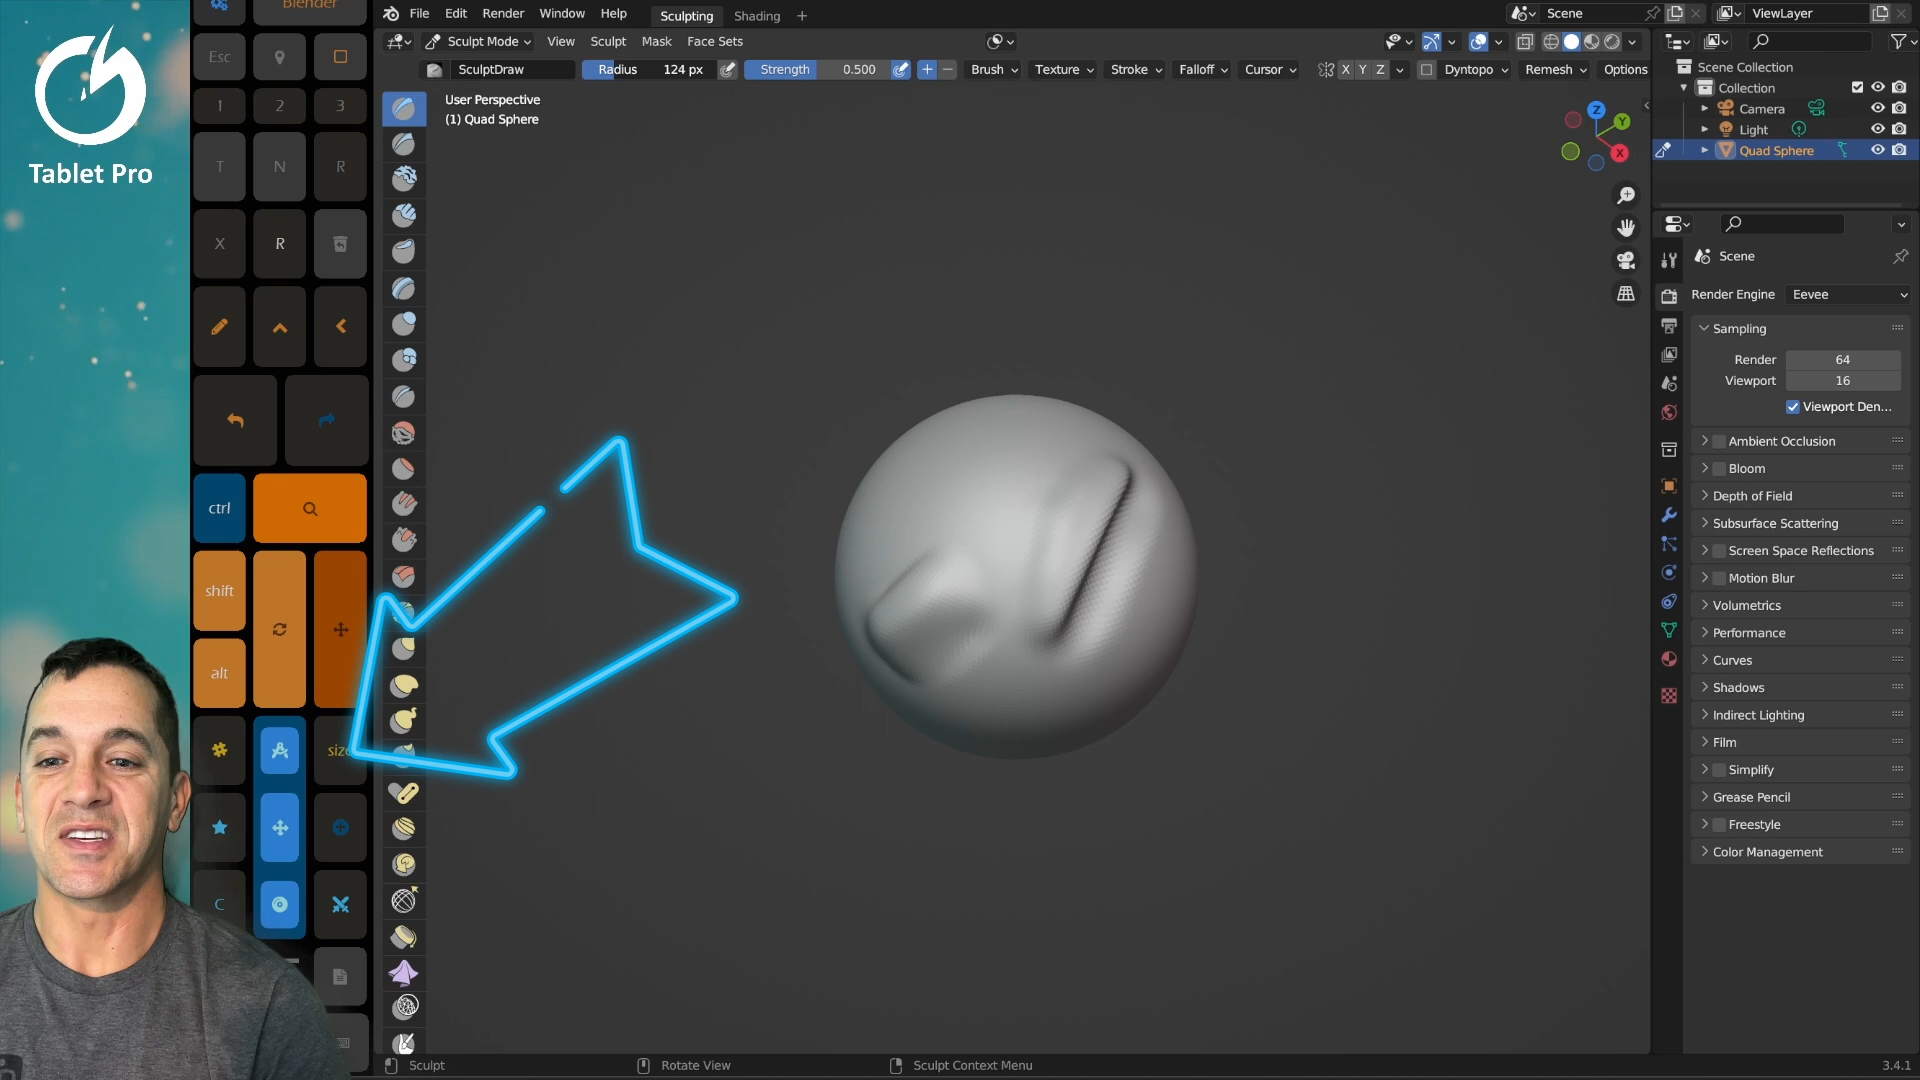 Blender
Tablet Pro
Esc
1 2 3
T N R
X R
ctrl
shift
alt
size
C
File Edit Render Window Help
Sculpting Shading +
Scene
ViewLayer
Sculpt Mode View Sculpt Mask Face Sets
SculptDraw Radius 124 px Strength 0.500 Brush Texture Stroke Falloff Cursor X Y Z Dyntopo Remesh Options
User Perspective
(1) Quad Sphere
Z
Y
X
Scene Collection
Collection
Camera
Light
Quad Sphere
Scene
Render Engine Eevee
Sampling
Render 64
Viewport 16
Viewport Den...
Ambient Occlusion
Bloom
Depth of Field
Subsurface Scattering
Screen Space Reflections
Motion Blur
Volumetrics
Performance
Curves
Shadows
Indirect Lighting
Film
Simplify
Grease Pencil
Freestyle
Color Management
Sculpt Rotate View Sculpt Context Menu 3.4.1